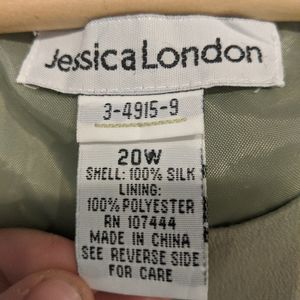 JessicaLondon
3-4915-9
20W
SHELL: 100% SILK
LINING:
100% POLYESTER
RN 107444
MADE IN CHINA
SEE REVERSE SIDE
FOR CARE